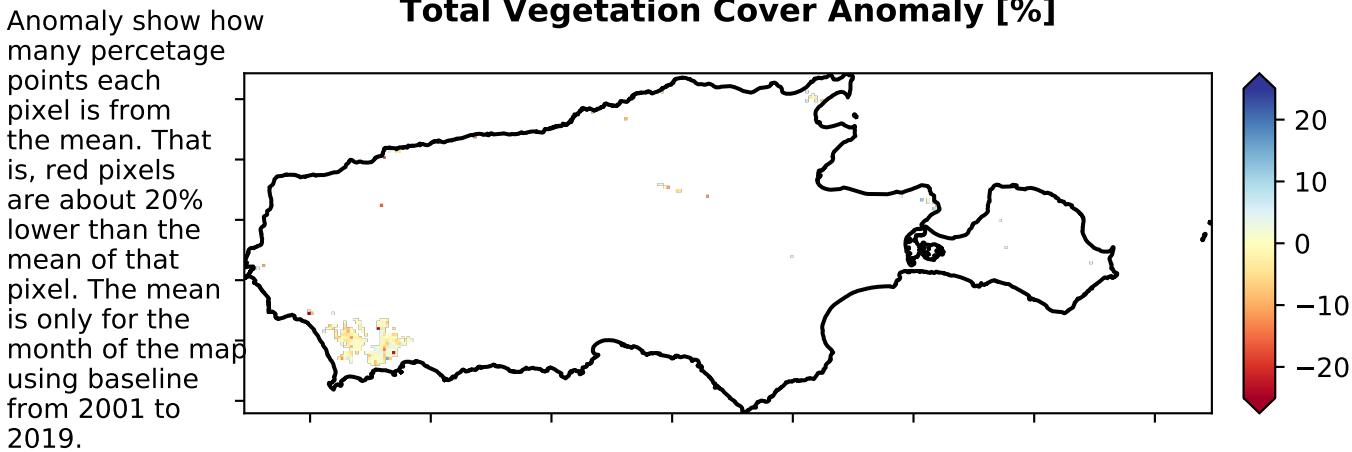 Total Vegetation Cover Anomaly [%]
Anomaly show how
many percetage
points each
pixel is from
the mean. That
is, red pixels
are about 20%
lower than the
mean of that
pixel. The mean
is only for the
month of the map
using baseline
from 2001 to
2019.
20
10
0
−10
−20